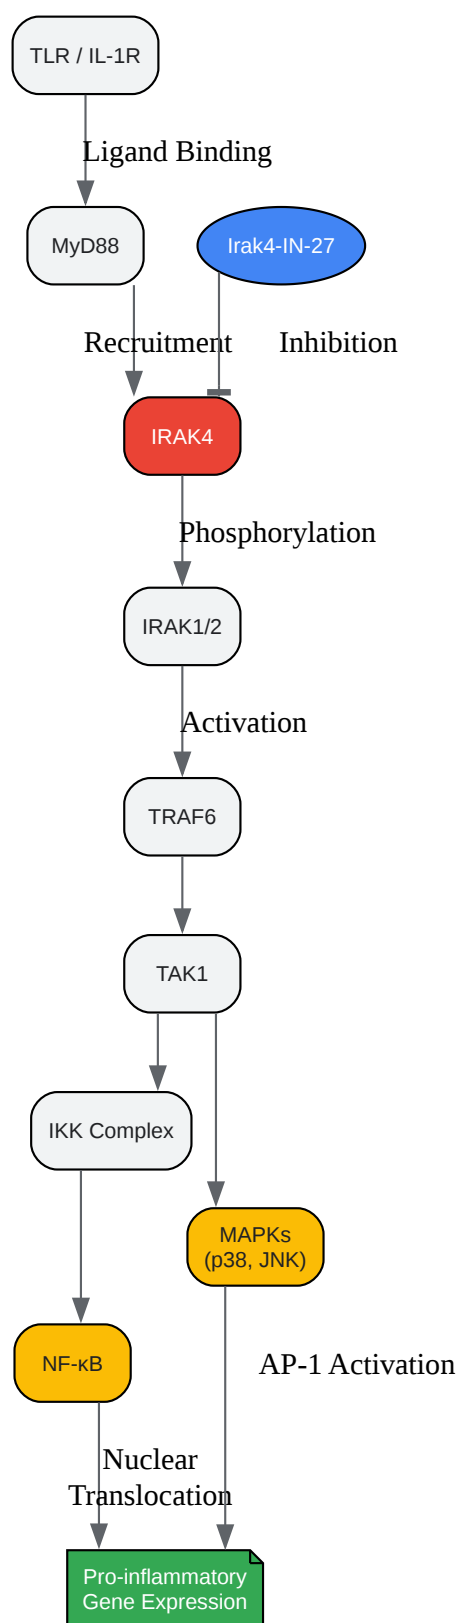 TLR / IL-1R
Ligand Binding
MyD88
Irak4-IN-27
Recruitment
Inhibition
IRAK4
Phosphorylation
IRAK1/2
Activation
TRAF6
TAK1
IKK Complex
MAPKs
(p38, JNK)
NF-κB
AP-1 Activation
Nuclear
Translocation
Pro-inflammatory
Gene Expression